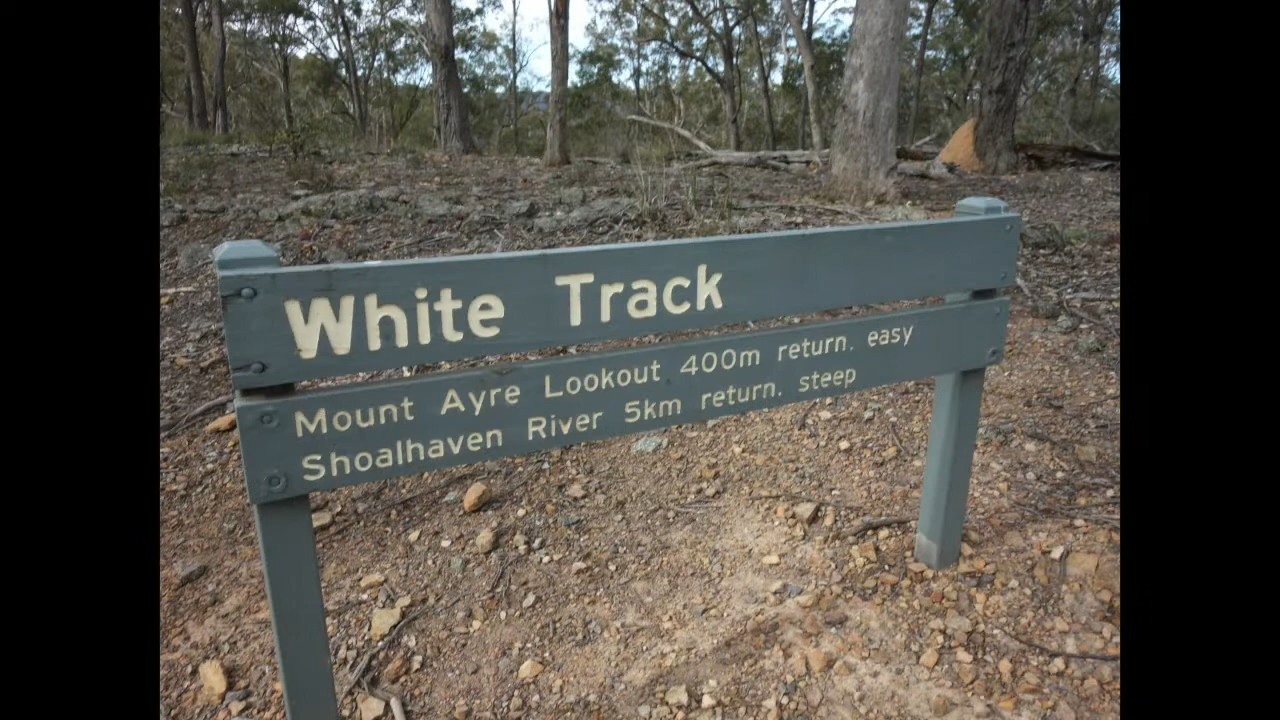 White Track
Mount Ayre Lookout 400m return. easy
Shoalhaven River 5km return. steep